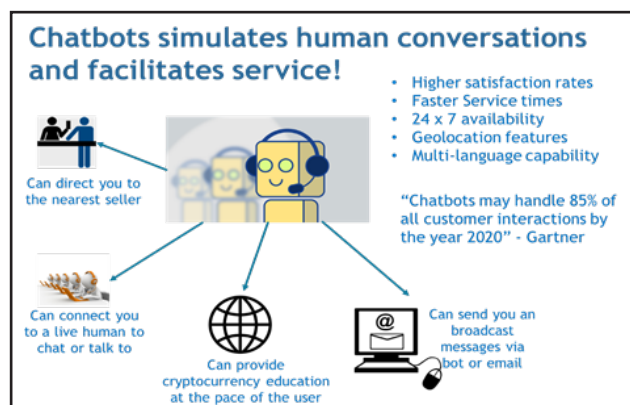 Chatbots simulates human conversations
and facilitates service!
• Higher satisfaction rates
• Faster Service times
• 24 x 7 availability
• Geolocation features
• Multi-language capability
Can direct you to
the nearest seller
“Chatbots may handle 85% of
all customer interactions by
the year 2020” - Gartner
Can connect you
to a live human to
chat or talk to
Can provide
cryptocurrency education
at the pace of the user
@
Can send you an
broadcast
messages via
bot or email